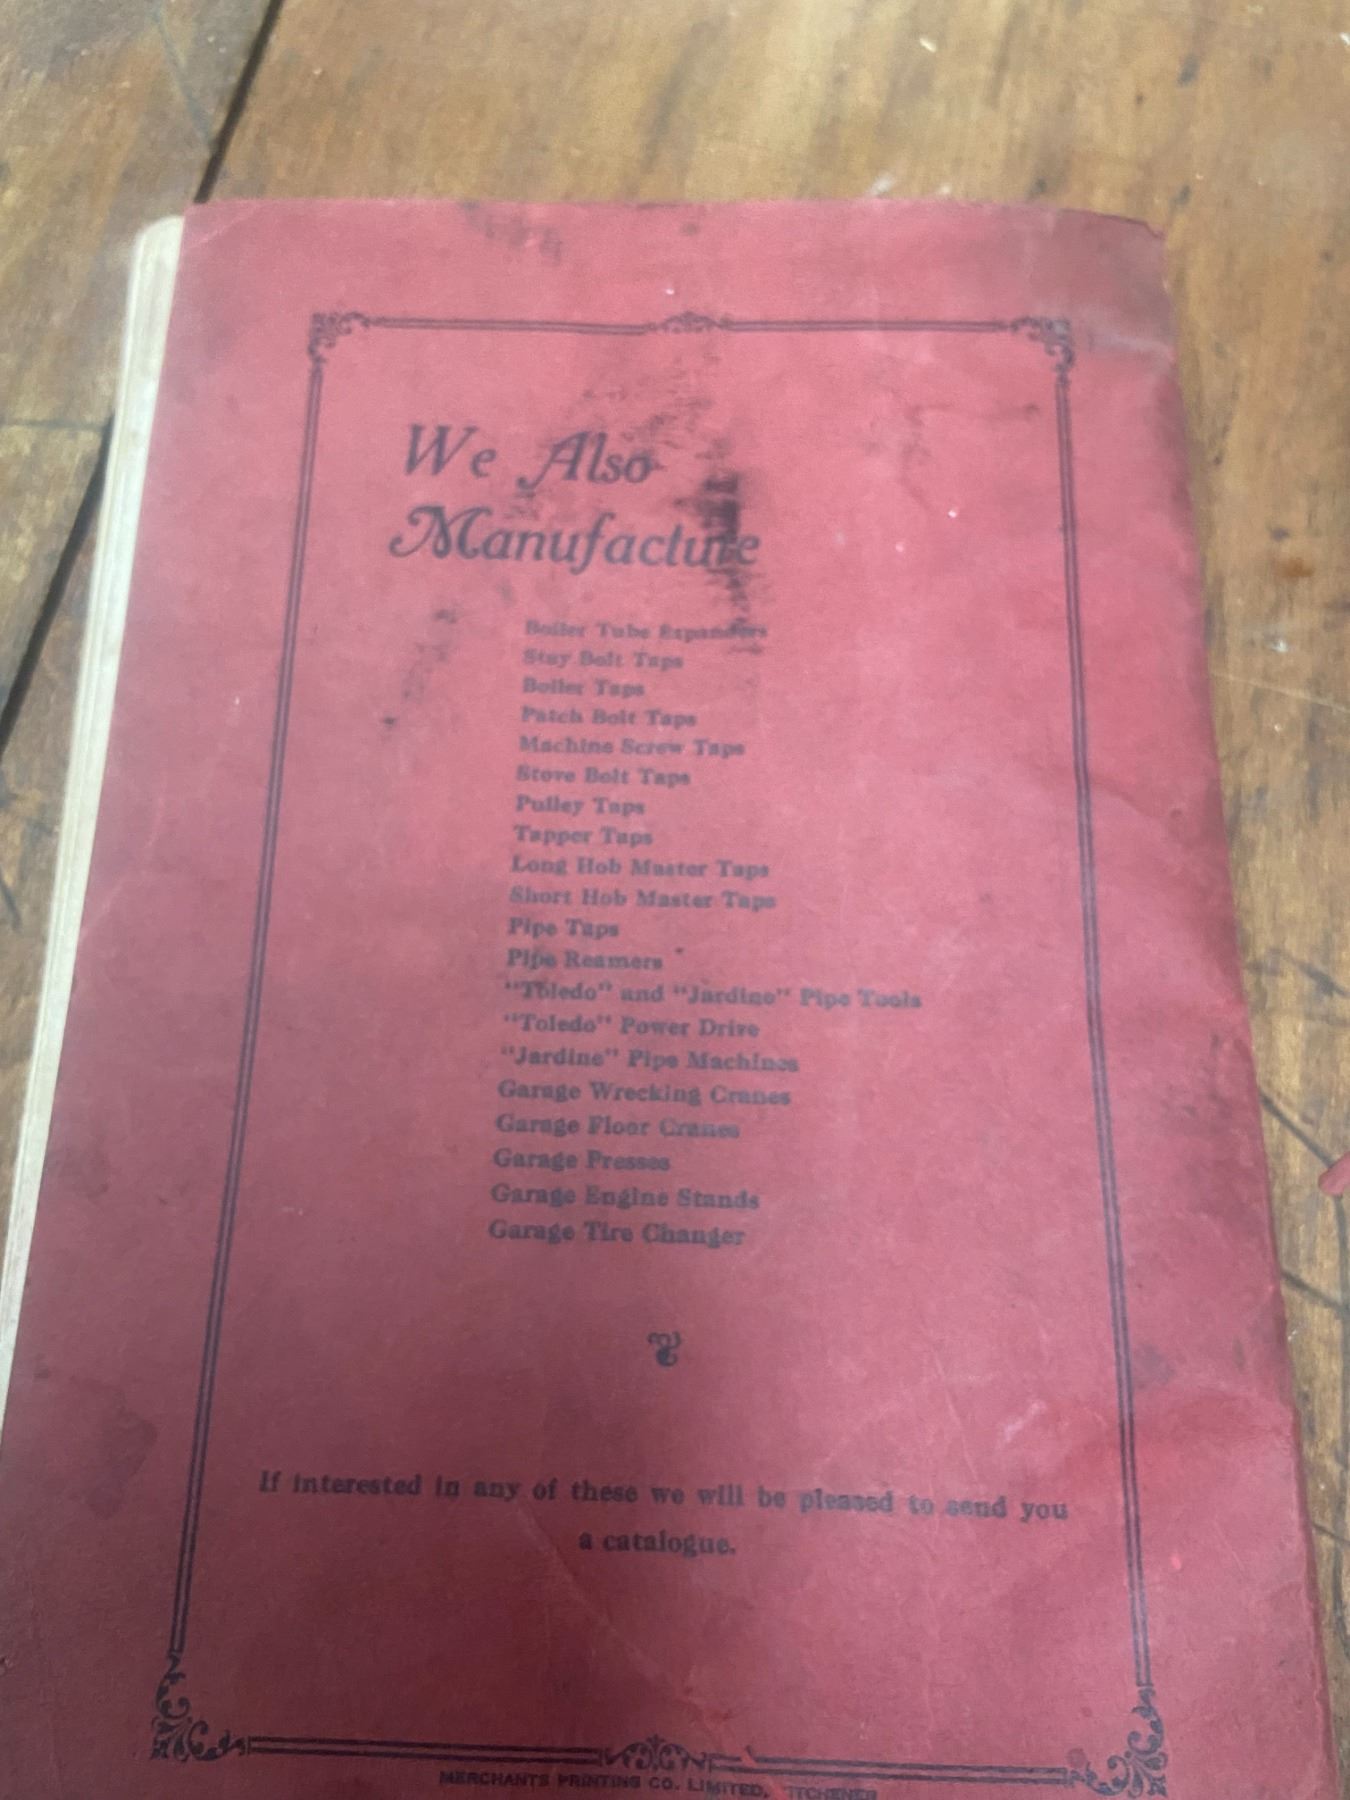 We Also
Manufacture
Boiler Tube Expanders
Stay Bolt Taps
Boiler Taps
Patch Bolt Taps
Machine Screw Taps
Stove Bolt Taps
Pulley Taps
Tapper Taps
Long Hob Master Taps
Short Hob Master Taps
Pipe Taps
Pipe Reamers
"Toledo" and "Jardine" Pipe Tools
"Toledo" Power Drive
"Jardine" Pipe Machines
Garage Wrecking Cranes
Garage Floor Cranes
Garage Presses
Garage Engine Stands
Garage Tire Changer
If interested in any of these we will be pleased to send you
a catalogue.
MERCHANTS PRINTING CO. LIMITED,